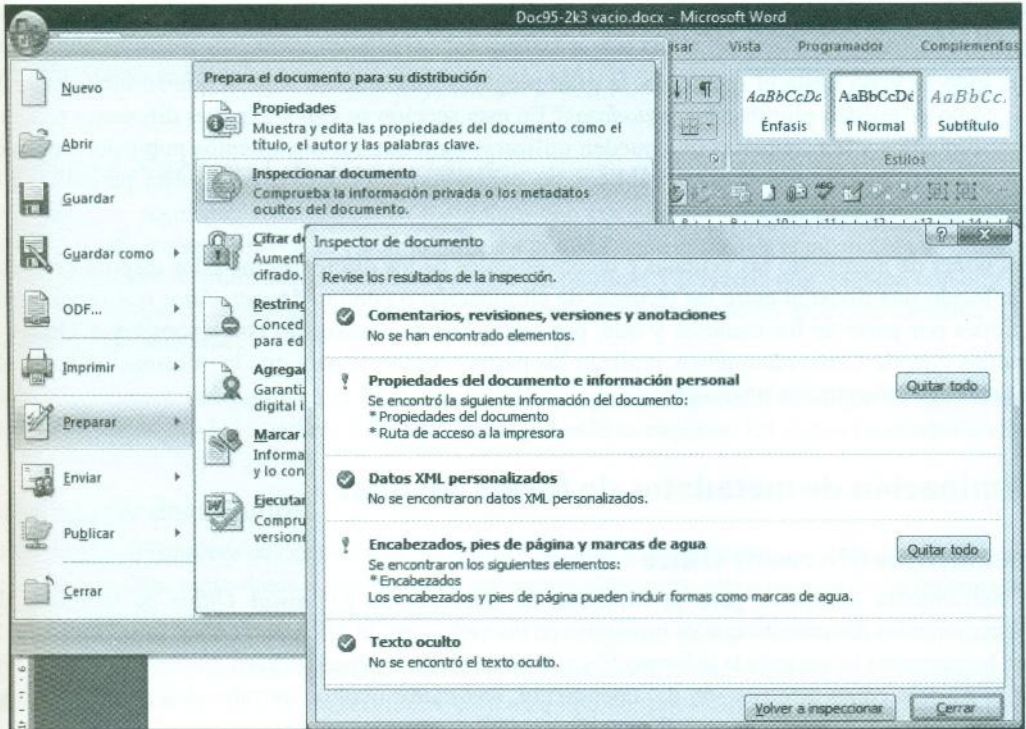 Doc95-2k3 vacio.docx - Microsoft Word
isar Vista Programador Complementos
Nuevo
Abrir
Guardar
Guardar como
ODF...
Imprimir
Preparar
Enviar
Publicar
Cerrar
Prepara el documento para su distribución
Propiedades
Muestra y edita las propiedades del documento como el
título, el autor y las palabras clave.
Inspeccionar documento
Comprueba la información privada o los metadatos
ocultos del documento.
Cifrar de
Aument
cifrado.
Restring
Conced
para ed
Agregar
Garantiz
digital i
Marcar
Informa
y lo con
Ejecutar
Compru
versione
AaBbCcDc AaBbCcDc AaBbCc.
Énfasis ¶ Normal Subtítulo
Estilos
Inspector de documento
Revise los resultados de la inspección.
Comentarios, revisiones, versiones y anotaciones
No se han encontrado elementos.
Propiedades del documento e información personal
Se encontró la siguiente información del documento:
* Propiedades del documento
* Ruta de acceso a la impresora
Quitar todo
Datos XML personalizados
No se encontraron datos XML personalizados.
Encabezados, pies de página y marcas de agua
Se encontraron los siguientes elementos:
* Encabezados
Los encabezados y pies de página pueden incluir formas como marcas de agua.
Quitar todo
Texto oculto
No se encontró el texto oculto.
Volver a inspeccionar Cerrar